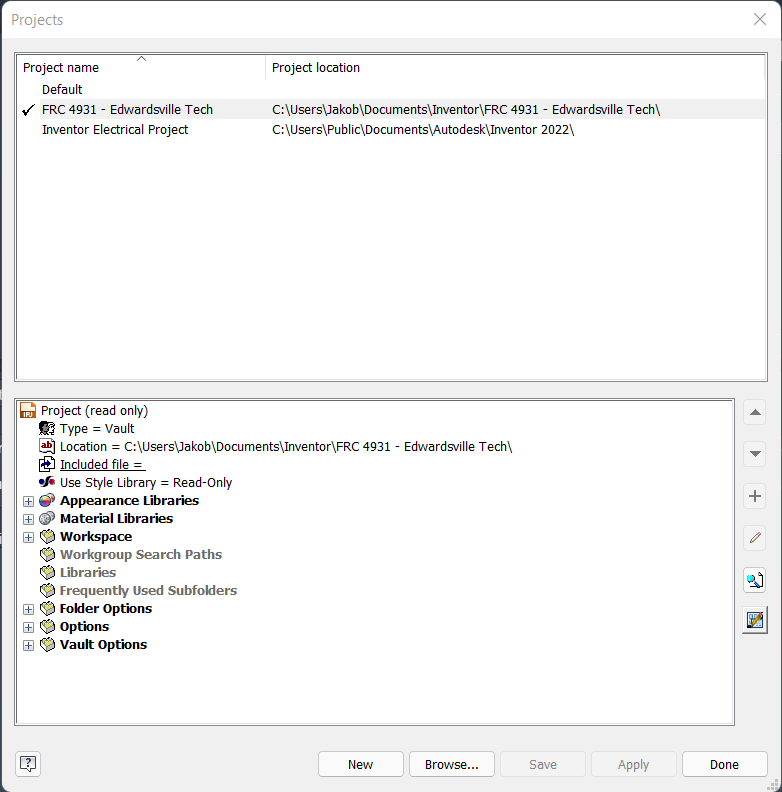 Projects
Project name Project location
Default
FRC 4931 - Edwardsville Tech C:\Users\Jakob\Documents\Inventor\FRC 4931 - Edwardsville Tech\
Inventor Electrical Project C:\Users\Public\Documents\Autodesk\Inventor 2022\
IPJ Project (read only)
Type = Vault
ab Location = C:\Users\Jakob\Documents\Inventor\FRC 4931 - Edwardsville Tech\
Included file =
Use Style Library = Read-Only
Appearance Libraries
Material Libraries
Workspace
Workgroup Search Paths
Libraries
Frequently Used Subfolders
Folder Options
Options
Vault Options
? New Browse... Save Apply Done